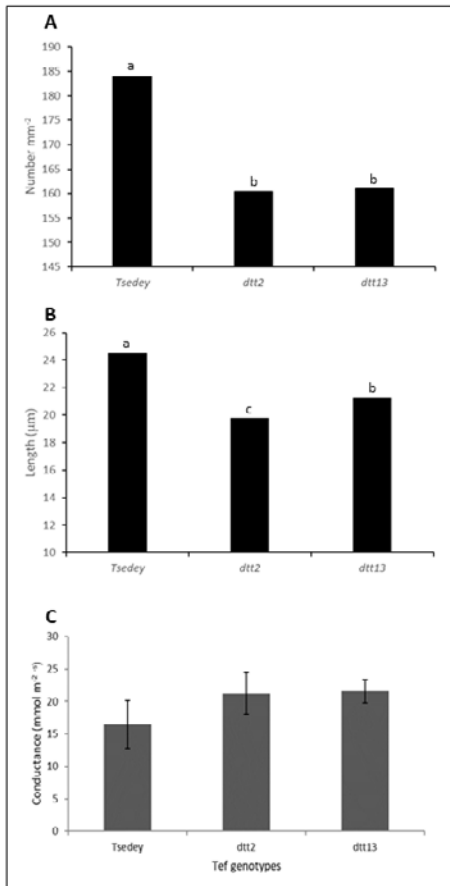 A
Number mm⁻²
190
185
180
175
170
165
160
155
150
145
a
b
b
Tsedey
dtt2
dtt13
B
Length (µm)
26
24
22
20
18
16
14
12
10
a
c
b
Tsedey
dtt2
dtt13
C
Conductance (mmol m⁻² ⁻ˢ)
30
25
20
15
10
5
0
Tsedey
dtt2
dtt13
Tef genotypes